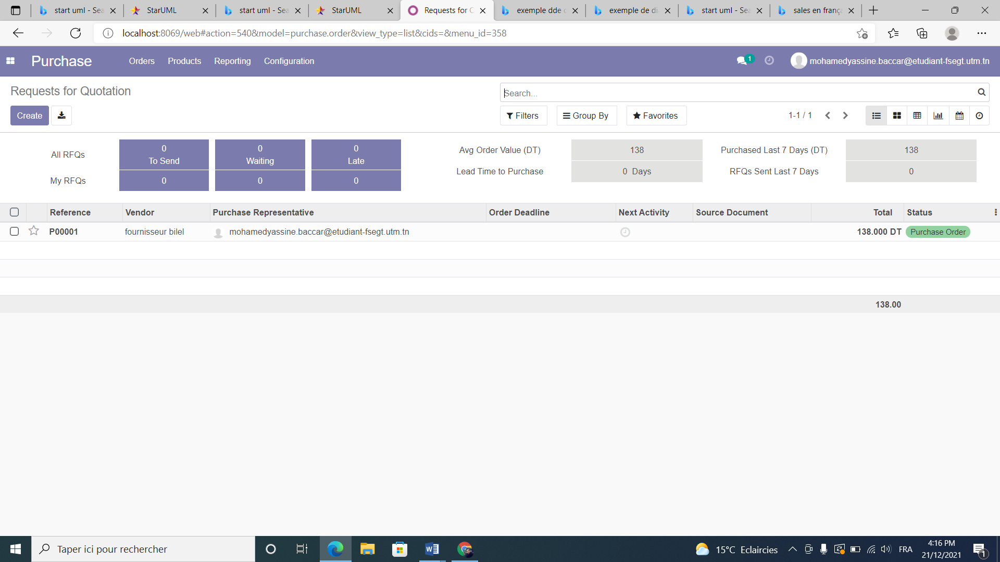 start uml - Sea
StarUML
start uml - Sea
StarUML
Requests for C
exemple dde c
exemple de di
start uml - Sea
sales en frança
localhost:8069/web#action=540&model=purchase.order&view_type=list&cids=&menu_id=358
Purchase Orders Products Reporting Configuration 1 mohamedyassine.baccar@etudiant-fsegt.utm.tn
Requests for Quotation
Search...
Create
Filters Group By Favorites 1-1 / 1
All RFQs
0
To Send
0
Waiting
0
Late
My RFQs 0 0 0
Avg Order Value (DT) 138 Purchased Last 7 Days (DT) 138
Lead Time to Purchase 0 Days RFQs Sent Last 7 Days 0
Reference Vendor Purchase Representative Order Deadline Next Activity Source Document Total Status
P00001 fournisseur bilel mohamedyassine.baccar@etudiant-fsegt.utm.tn 138.000 DT Purchase Order
138.00
Taper ici pour rechercher
15°C Eclaircies
FRA
4:16 PM
21/12/2021
1